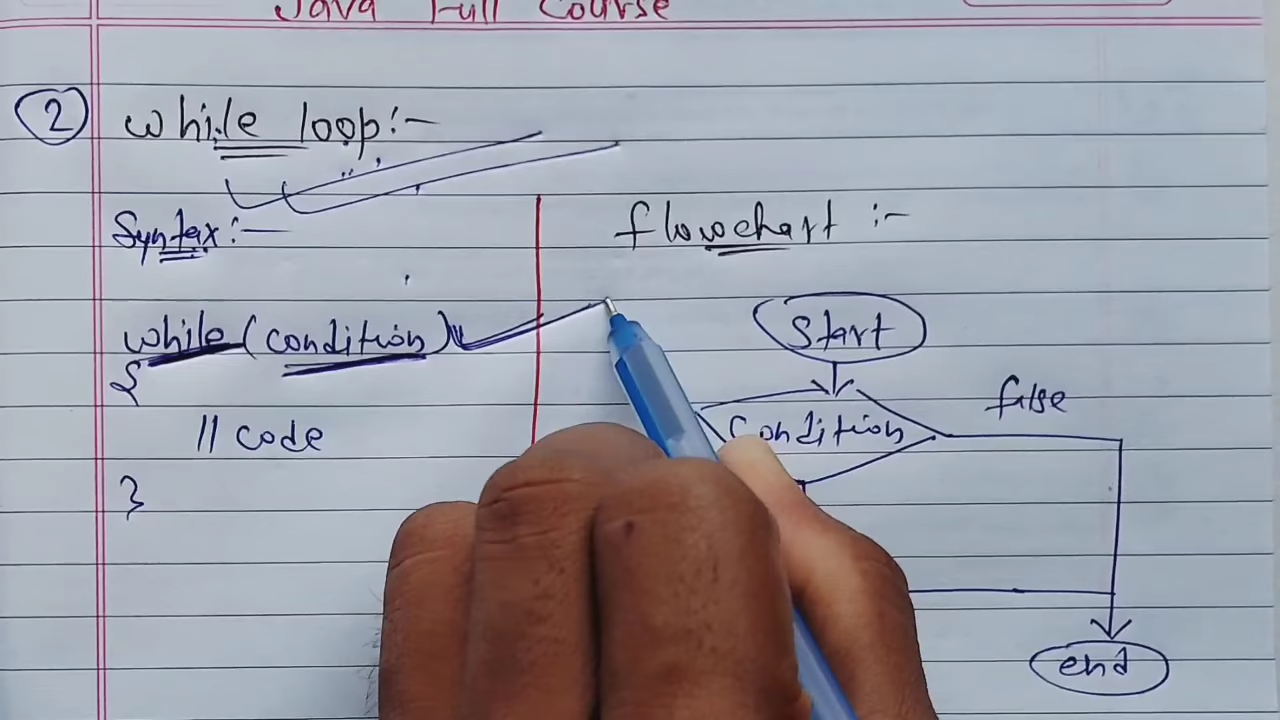 Java Full Course
2 while loop:-
Syntax:-
while(condition)
{
// code
}
flowchart :-
Start
Condition
false
end